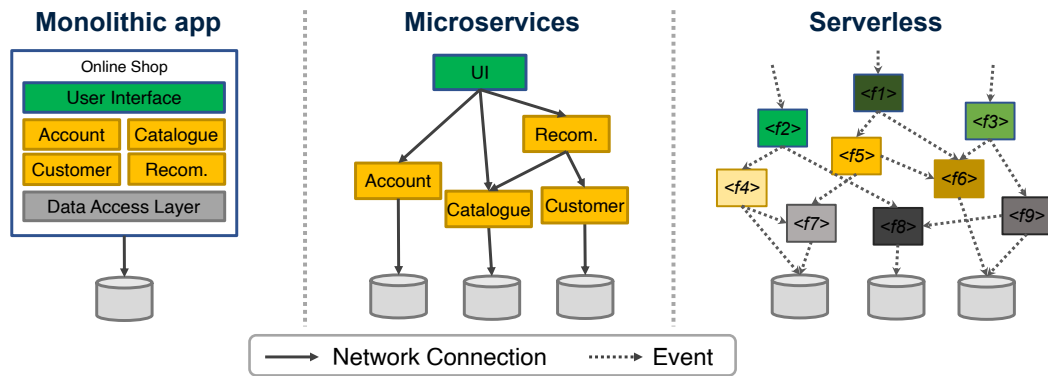 Monolithic app
Online Shop
User Interface
Account
Catalogue
Customer
Recom.
Data Access Layer
Microservices
UI
Recom.
Account
Catalogue
Customer
Serverless
<f1>
<f2>
<f3>
<f5>
<f4>
<f6>
<f7>
<f8>
<f9>
Network Connection
Event